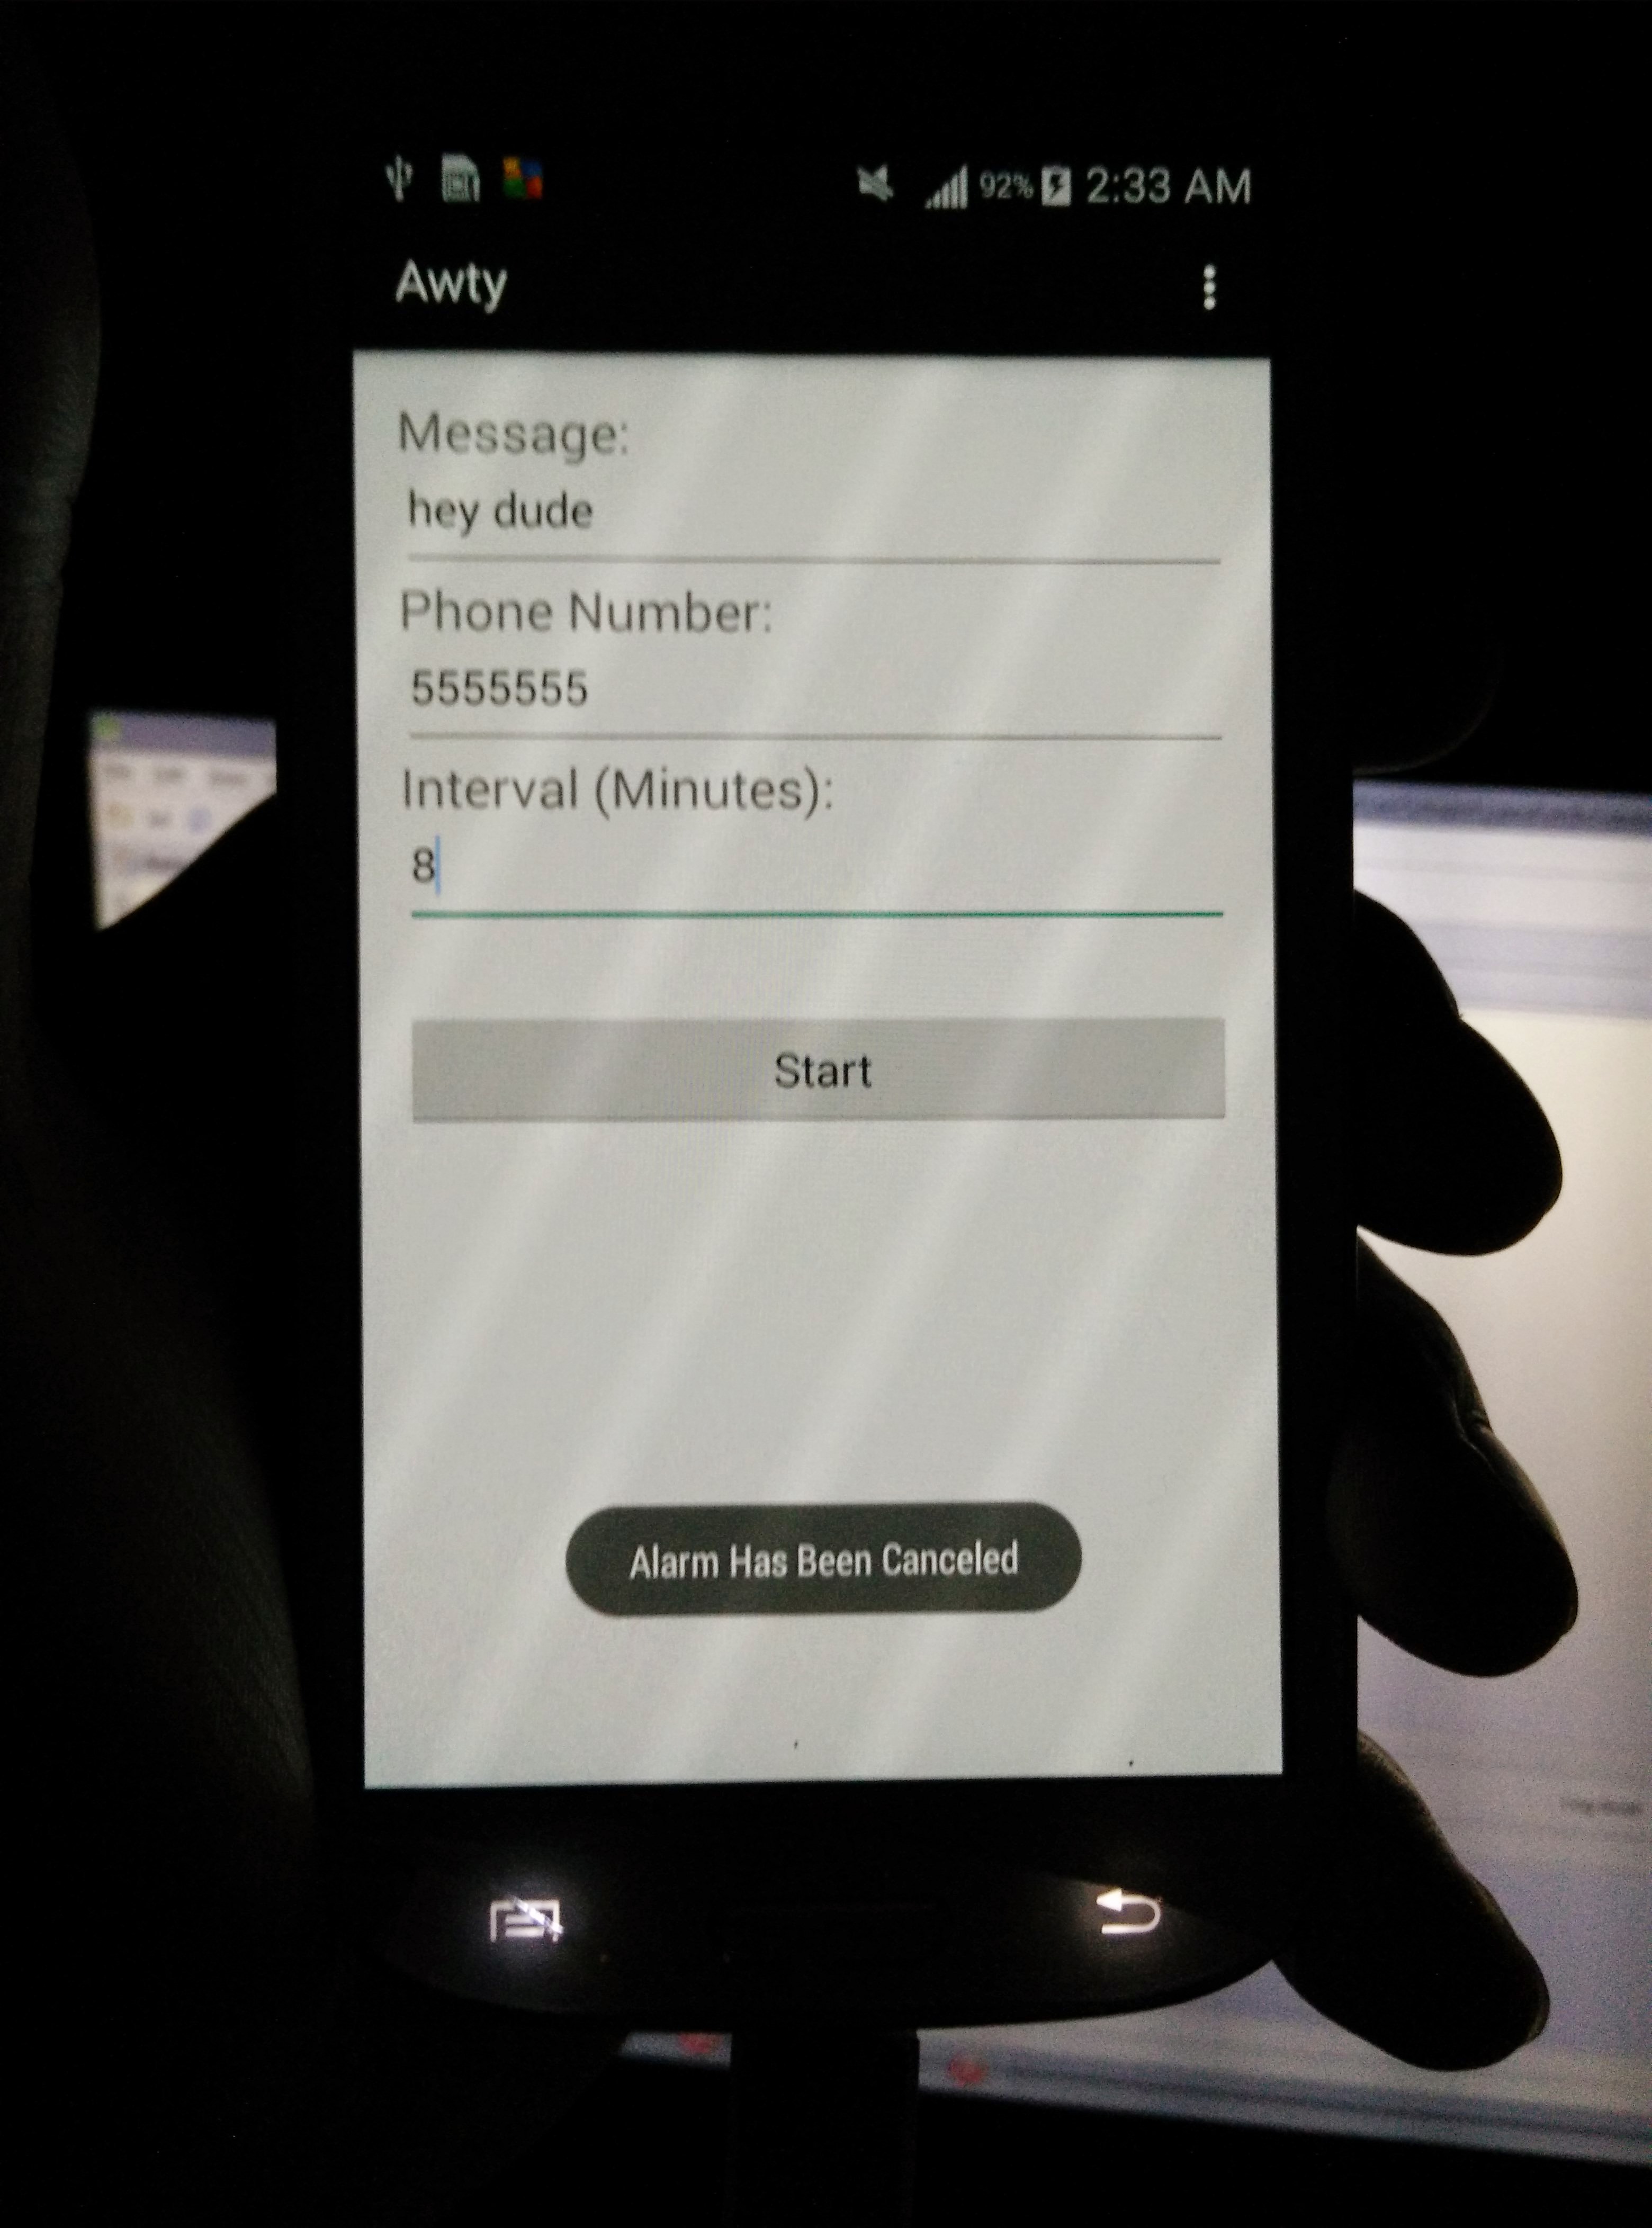 92% 2:33 AM
Awty
Message:
hey dude
Phone Number:
5555555
Interval (Minutes):
8
Start
Alarm Has Been Canceled